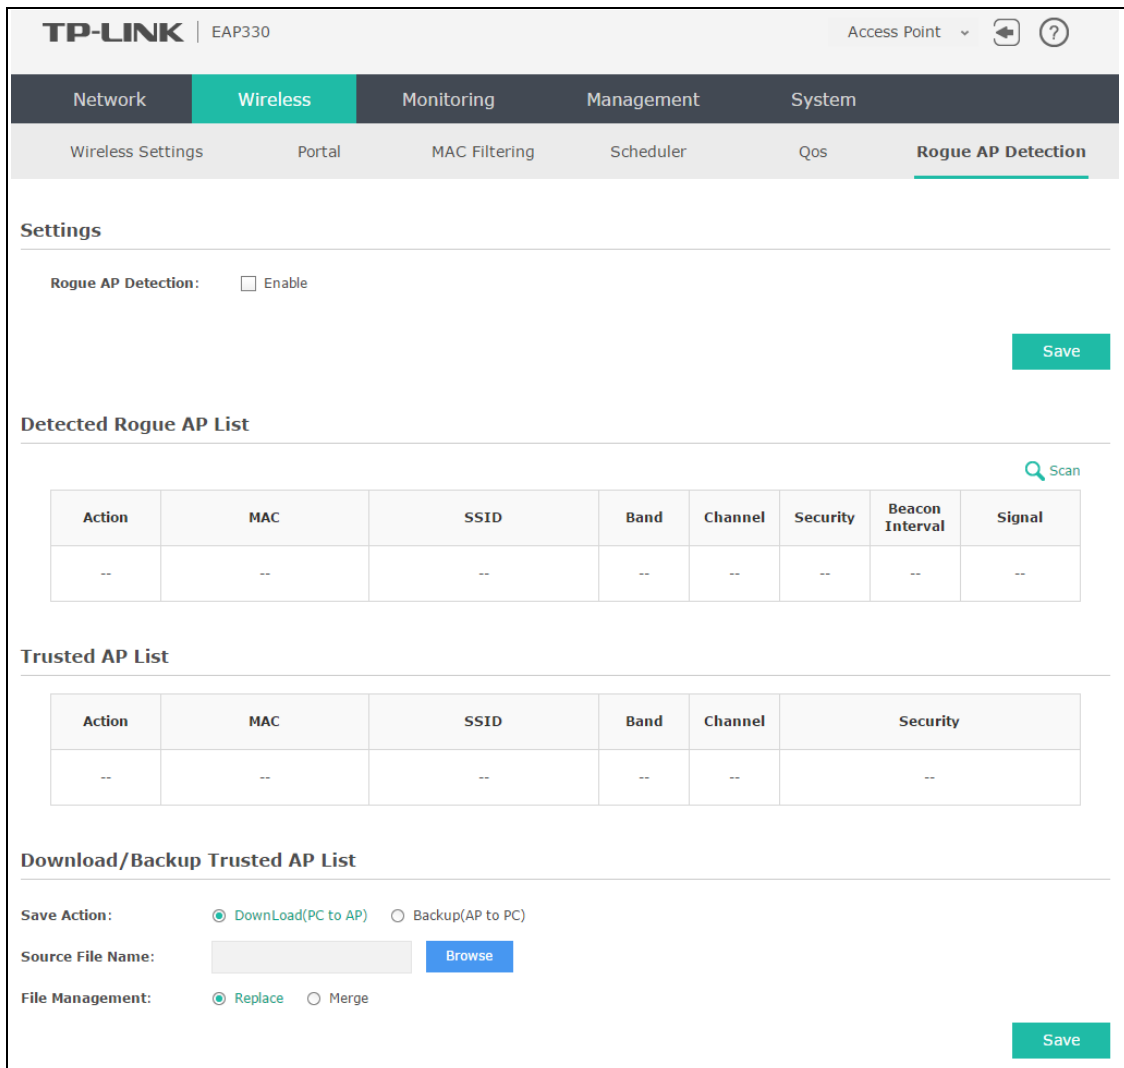 TP-LINK | EAP330 Access Point ?
Network Wireless Monitoring Management System
Wireless Settings Portal MAC Filtering Scheduler Qos Rogue AP Detection
Settings
Rogue AP Detection: Enable
Save
Detected Rogue AP List
Scan
Action MAC SSID Band Channel Security Beacon Interval Signal
-- -- -- -- -- -- -- --
Trusted AP List
Action MAC SSID Band Channel Security
-- -- -- -- -- --
Download/Backup Trusted AP List
Save Action: DownLoad(PC to AP) Backup(AP to PC)
Source File Name: Browse
File Management: Replace Merge
Save